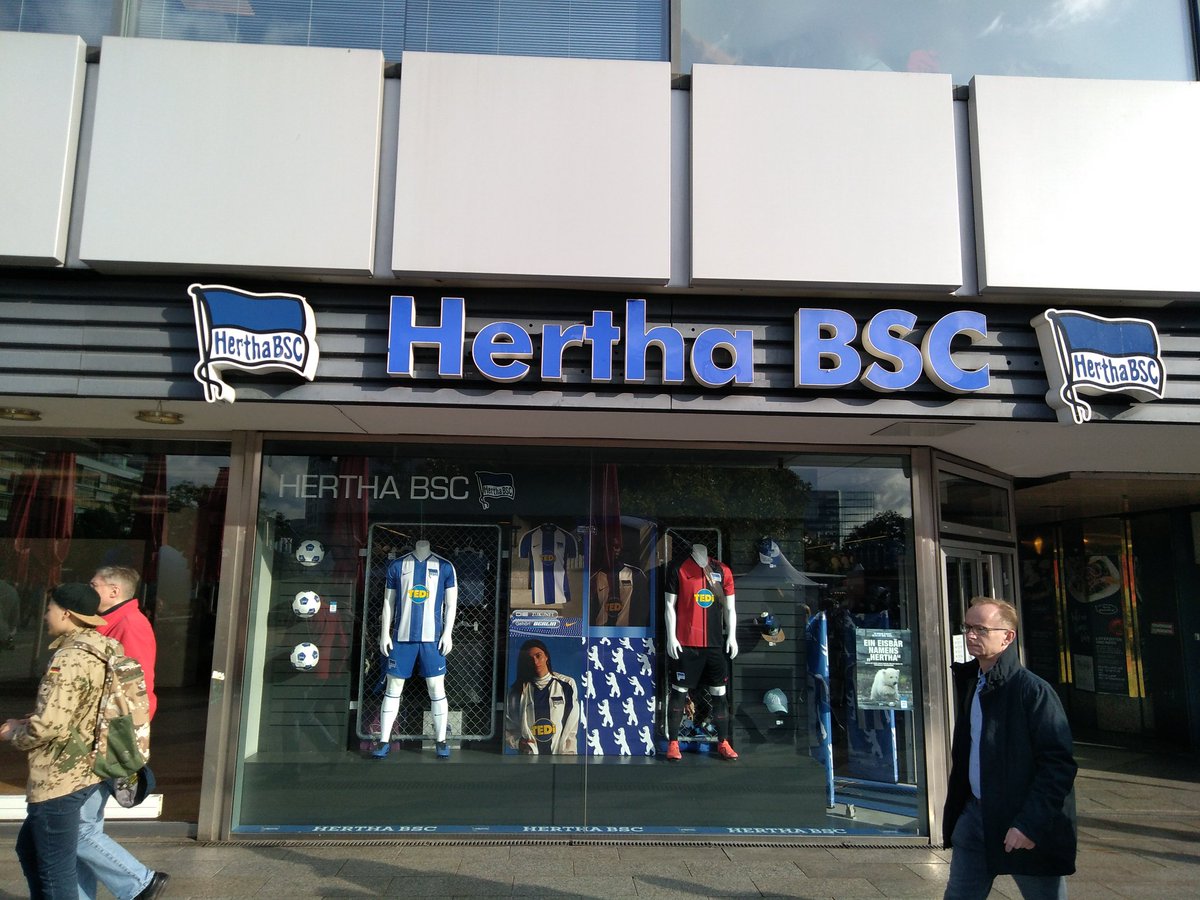 HerthaBSC
Hertha BSC
HerthaBSC
HERTHA BSC
HerthaBSC
TEDi
TEDi
TEDi
BERLIN
TEDi
EIN EISBÄR
NAMENS
„HERTHA“
HERTHA BSC
HERTHA BSC
HERTHA BSC